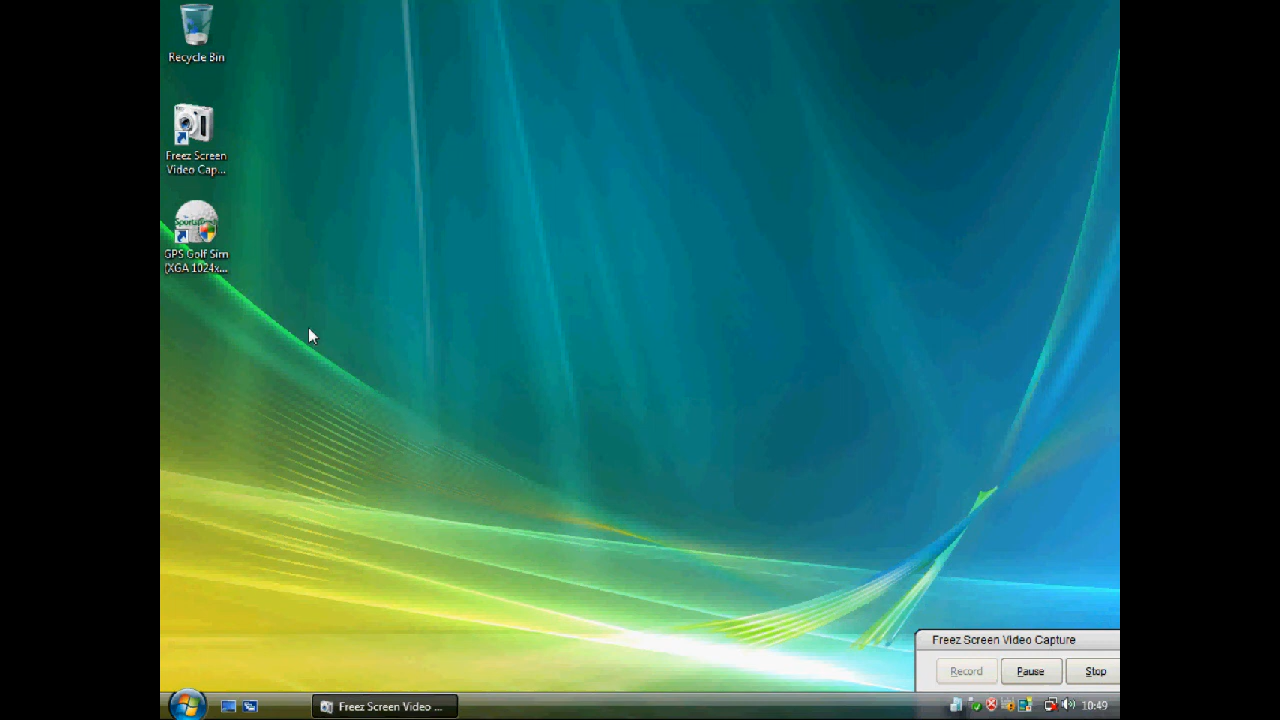 Recycle Bin
Freez Screen
Video Cap...
GPS Golf Sim
(XGA 1024x...
Freez Screen Video Capture
Record
Pause
Stop
Freez Screen Video ...
10:49